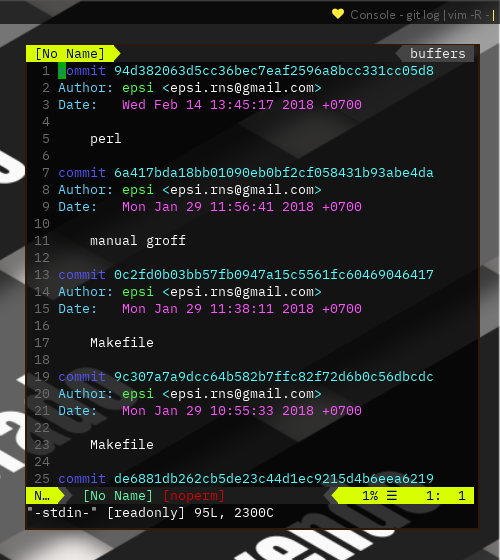 Console - git log | vim -R - |
[No Name] buffers
1 commit 94d382063d5cc36bec7eaf2596a8bcc331cc05d8
2 Author: epsi <epsi.rns@gmail.com>
3 Date:   Wed Feb 14 13:45:17 2018 +0700
4
5     perl
6
7 commit 6a417bda18bb01090eb0bf2cf058431b93abe4da
8 Author: epsi <epsi.rns@gmail.com>
9 Date:   Mon Jan 29 11:56:41 2018 +0700
10
11     manual groff
12
13 commit 0c2fd0b03bb57fb0947a15c5561fc60469046417
14 Author: epsi <epsi.rns@gmail.com>
15 Date:   Mon Jan 29 11:38:11 2018 +0700
16
17     Makefile
18
19 commit 9c307a7a9dcc64b582b7ffc82f72d6b0c56dbcdc
20 Author: epsi <epsi.rns@gmail.com>
21 Date:   Mon Jan 29 10:55:33 2018 +0700
22
23     Makefile
24
25 commit de6881db262cb5de23c44d1ec9215d4b6eea6219
N… [No Name] [noperm] 1% ☰ 1: 1
"-stdin-" [readonly] 95L, 2300C